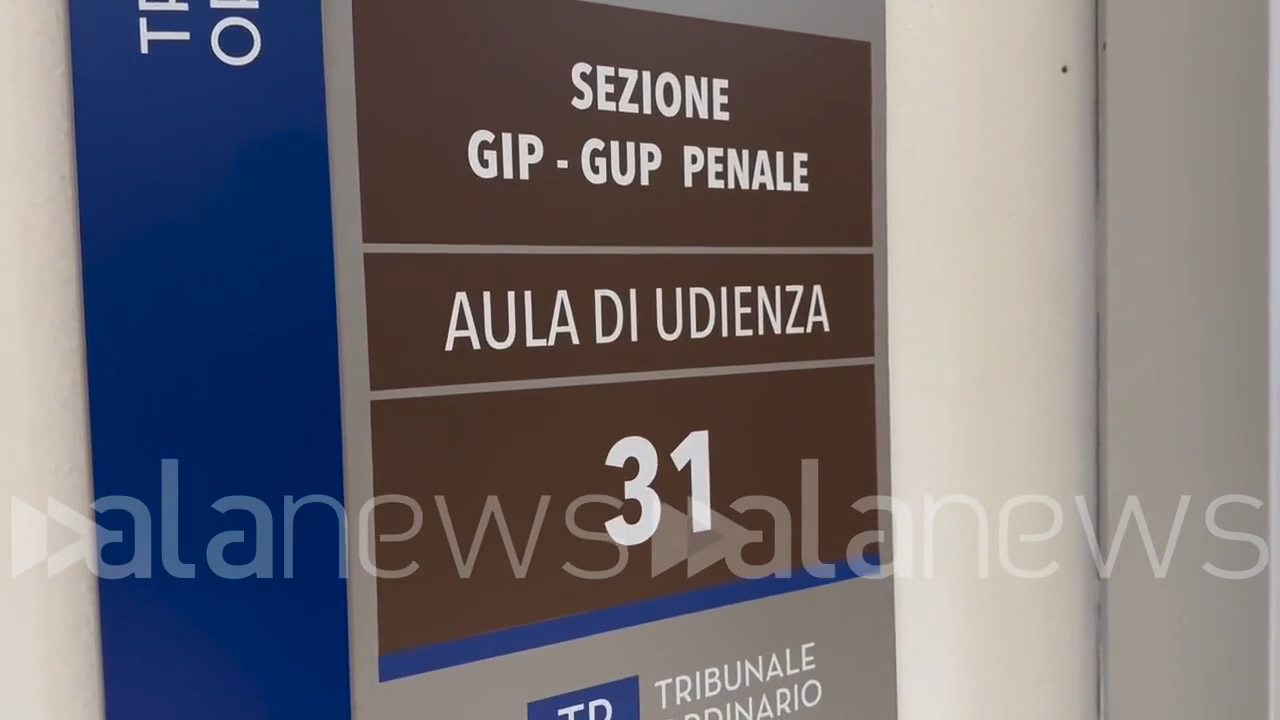 SEZIONE
GIP - GUP PENALE
AULA DI UDIENZA
31
alanews alanews
TRIBUNALE